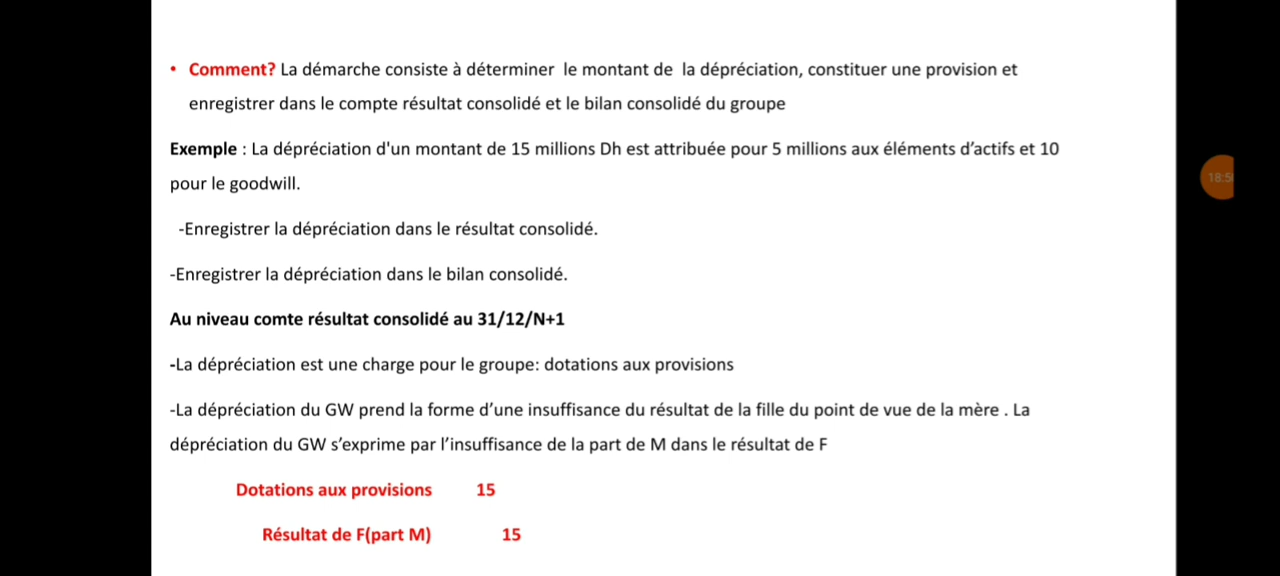 • Comment? La démarche consiste à déterminer le montant de la dépréciation, constituer une provision et
enregistrer dans le compte résultat consolidé et le bilan consolidé du groupe
Exemple : La dépréciation d'un montant de 15 millions Dh est attribuée pour 5 millions aux éléments d'actifs et 10
pour le goodwill.
-Enregistrer la dépréciation dans le résultat consolidé.
-Enregistrer la dépréciation dans le bilan consolidé.
Au niveau comte résultat consolidé au 31/12/N+1
-La dépréciation est une charge pour le groupe: dotations aux provisions
-La dépréciation du GW prend la forme d'une insuffisance du résultat de la fille du point de vue de la mère . La
dépréciation du GW s'exprime par l'insuffisance de la part de M dans le résultat de F
Dotations aux provisions 15
Résultat de F(part M) 15